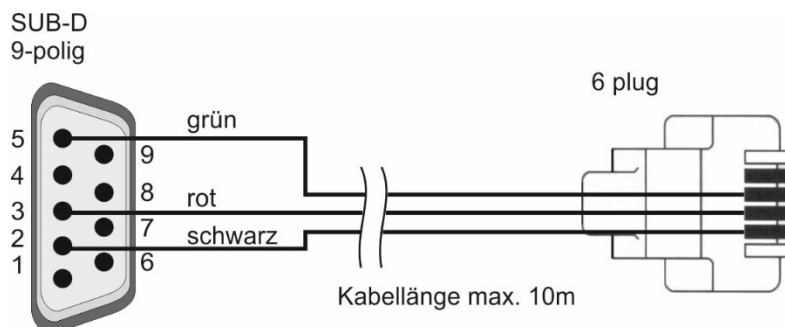 SUB-D
9-polig
6 plug
grün
5
9
4
8
rot
3
7
2
schwarz
1
6
Kabellänge max. 10m